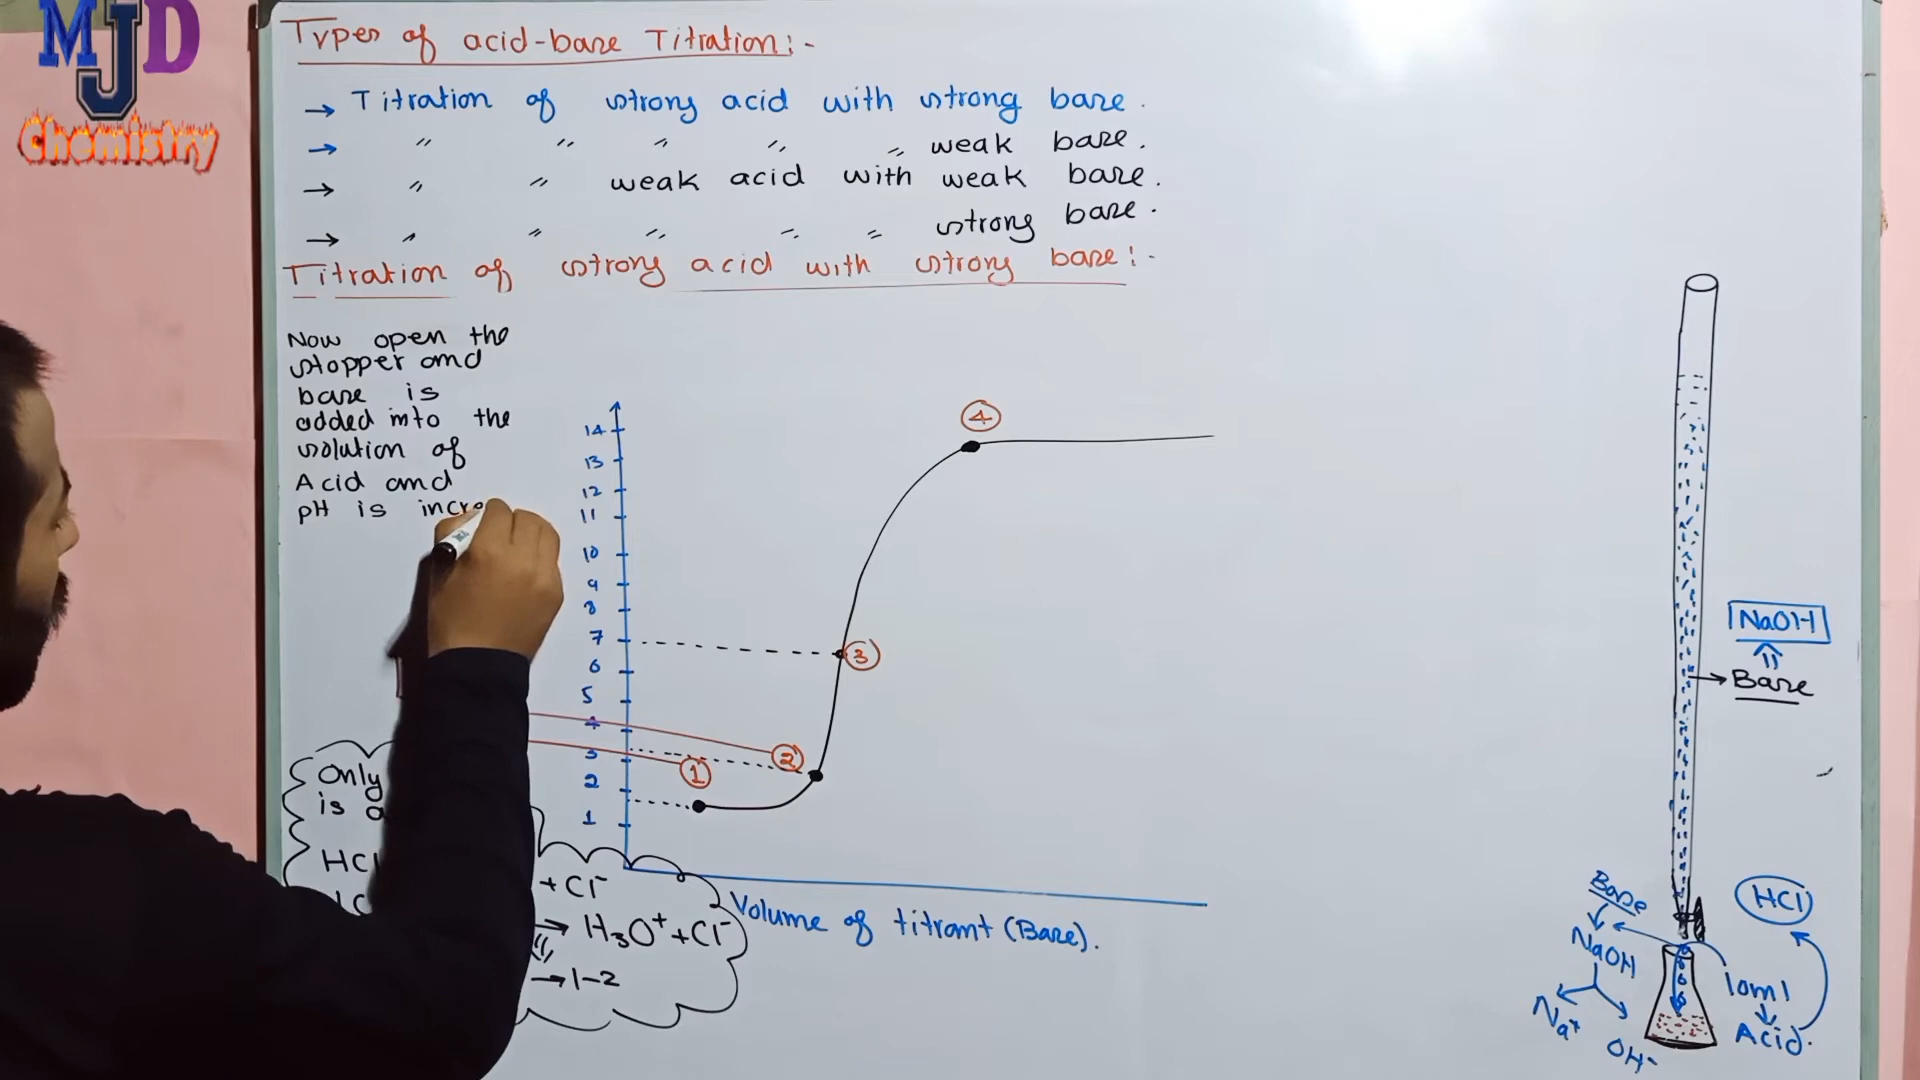 MJD
Chemistry
Types of acid-base Titration:-
→ Titration of strong acid with strong base.
→ " " " " " weak base.
→ " " weak acid with weak base.
→ " " " " " strong base.
Titration of strong acid with strong base:-
Now open the
stopper and
base is
added into the
solution of
Acid and
pH is incre
14
13
12
11
10
9
8
7
6
5
4
3
2
1
①
②
③
④
Only
is a
HCl
+Cl⁻
→ H₃O⁺+Cl⁻
→1-2
Volume of titrant (Base).
NaOH
Base
HCl
Base
NaOH
Na⁺
OH⁻
10ml
Acid.